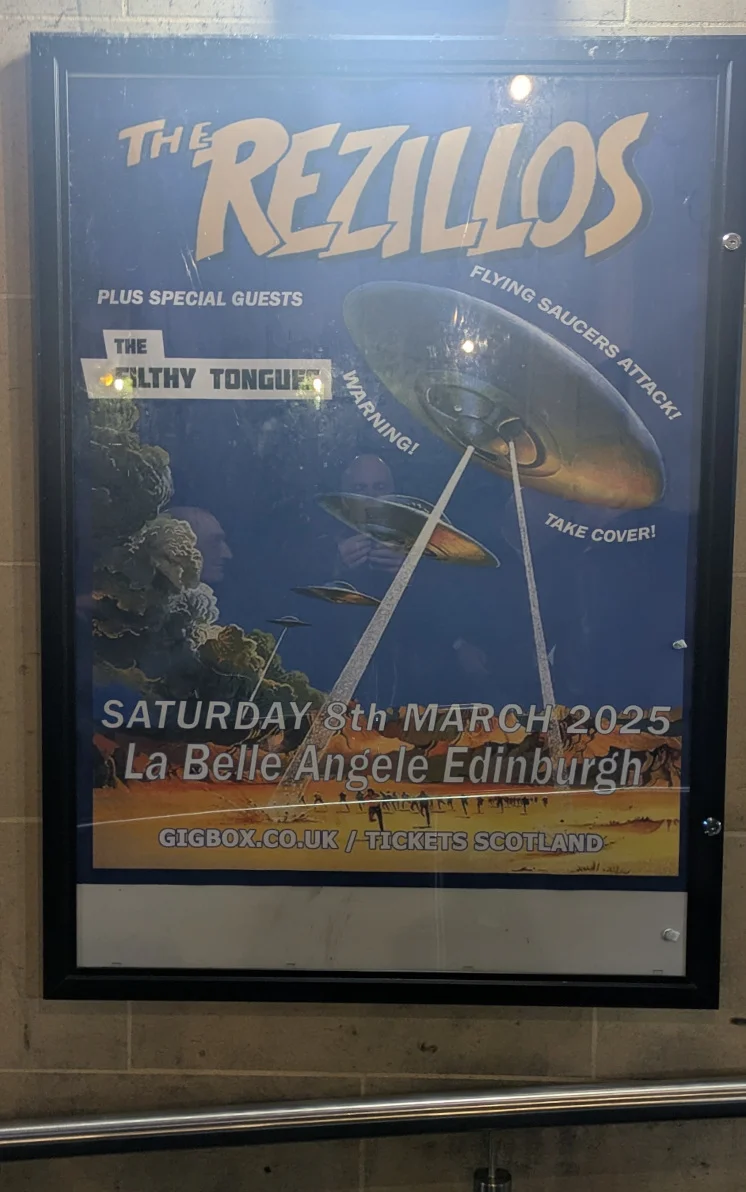 THE REZILLOS
PLUS SPECIAL GUESTS
THE
FILTHY TONGUES
FLYING SAUCERS ATTACK!
WARNING!
TAKE COVER!
SATURDAY 8th MARCH 2025
La Belle Angele Edinburgh
GIGBOX.CO.UK / TICKETS SCOTLAND